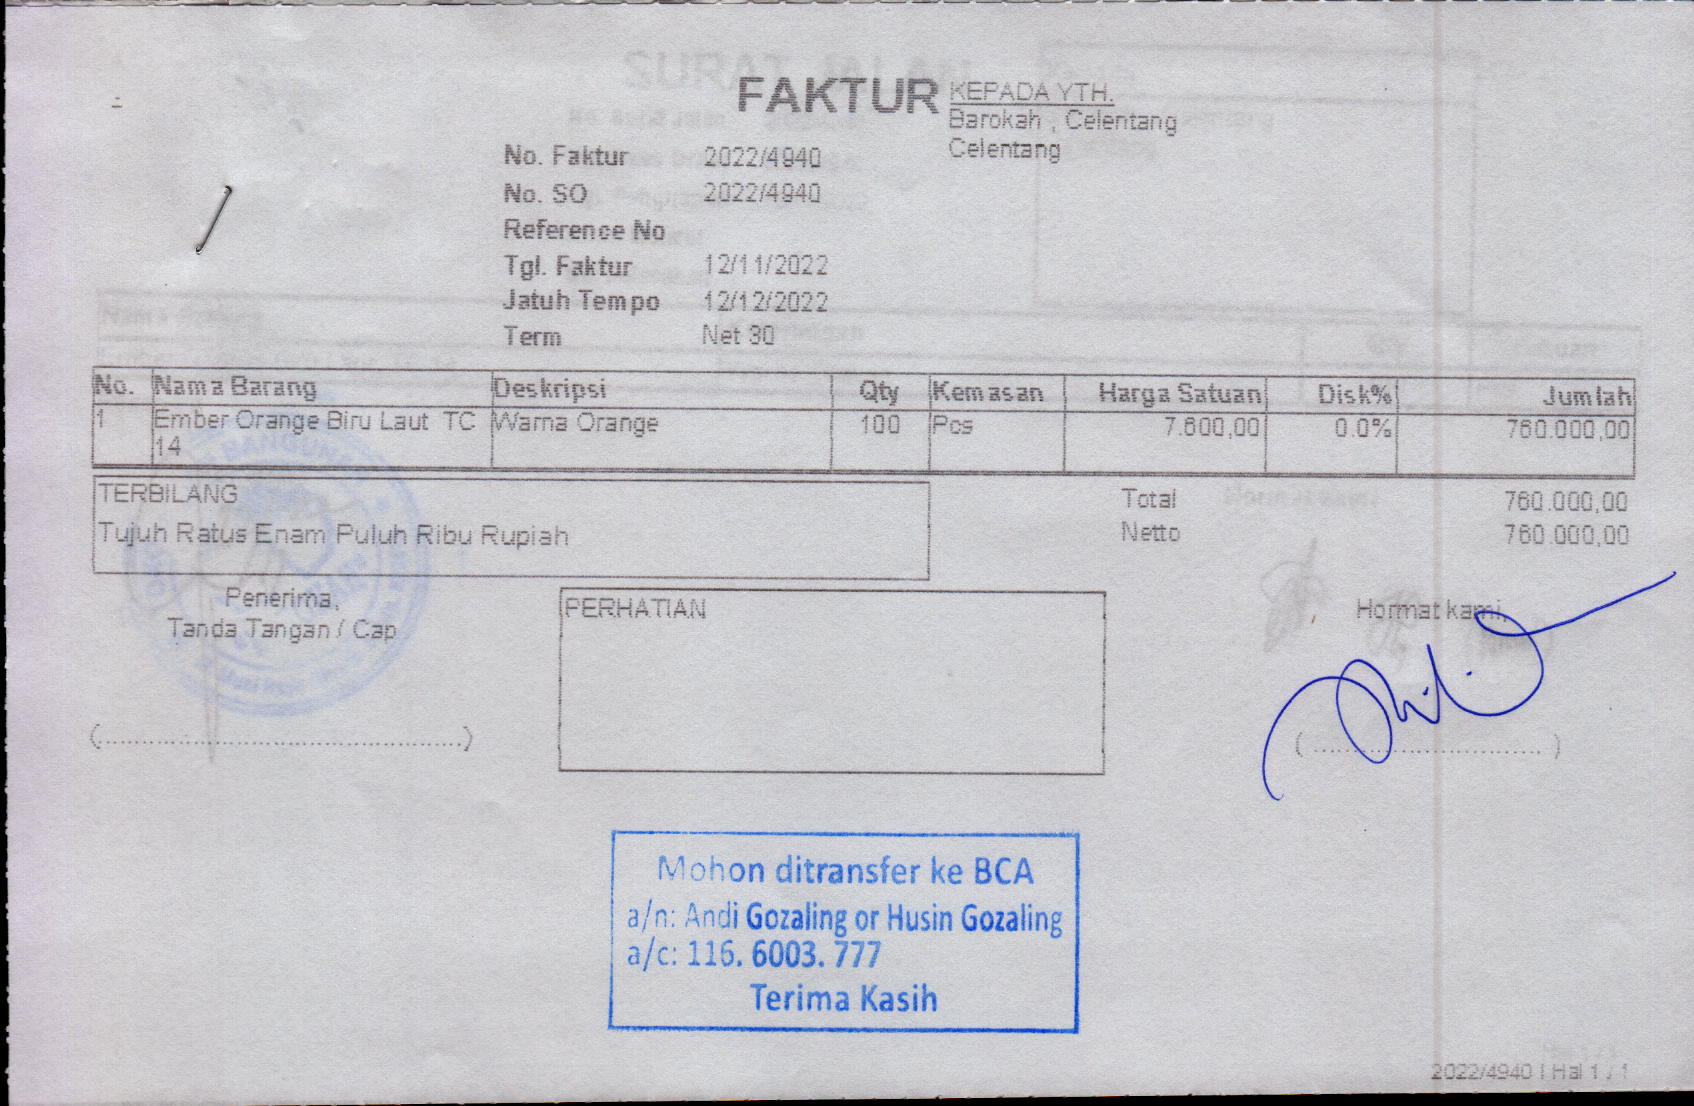 FAKTUR
KEPADA YTH.
Barokah , Celentang
Celentang
No. Faktur 2022/4940
No. SO 2022/4940
Reference No
Tgl. Faktur 12/11/2022
Jatuh Tempo 12/12/2022
Term Net 30
No. Nama Barang Deskripsi Qty Kemasan Harga Satuan Disk% Jumlah
1 Ember Orange Biru Laut TC Warna Orange 100 Pcs 7.600,00 0.0% 760.000,00
14
TERBILANG
Tujuh Ratus Enam Puluh Ribu Rupiah
Total 760.000,00
Netto 760.000,00
Penerima,
Tanda Tangan / Cap
PERHATIAN
Hormat kami,
Mohon ditransfer ke BCA
a/n: Andi Gozaling or Husin Gozaling
a/c: 116. 6003. 777
Terima Kasih
2022/4940 | Hal 1 / 1